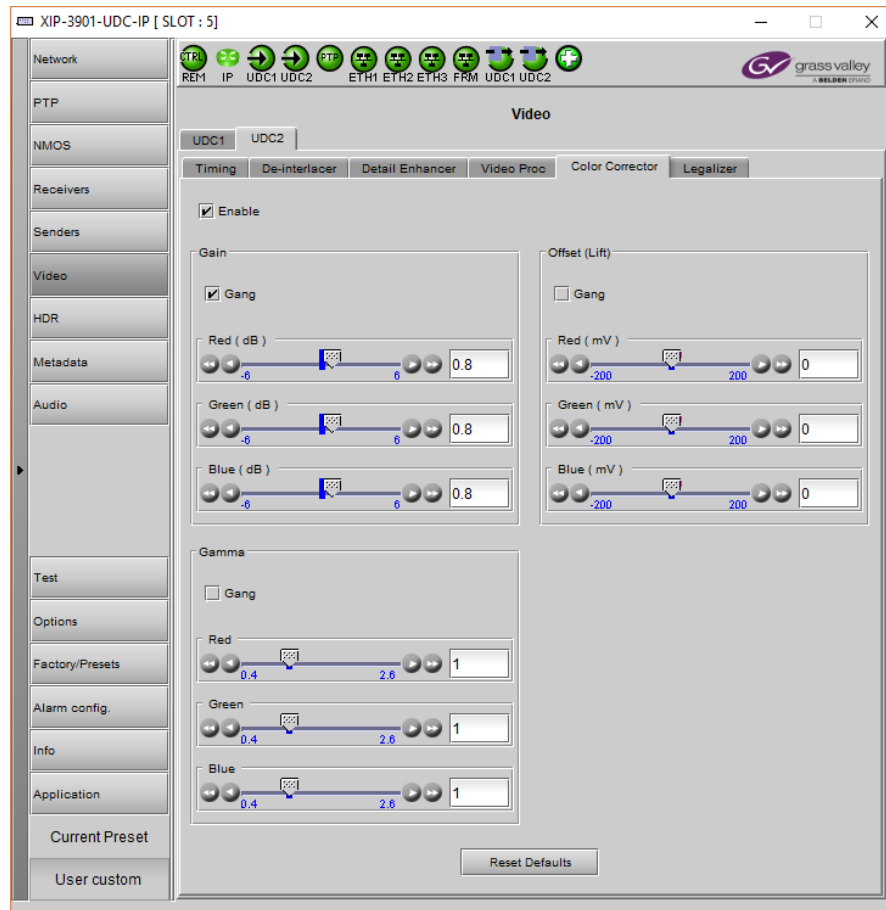 XIP-3901-UDC-IP [ SLOT : 5]
Network
PTP
NMOS
Receivers
Senders
Video
HDR
Metadata
Audio
Test
Options
Factory/Presets
Alarm config.
Info
Application
Current Preset
User custom
CTRL PTP
REM IP UDC1 UDC2 ETH1 ETH2 ETH3 FRM UDC1 UDC2
GV grass valley
A BELDEN BRAND
Video
UDC1 UDC2
Timing De-interlacer Detail Enhancer Video Proc Color Corrector Legalizer
Enable
Gain
Gang
Red ( dB )
-6 6 0.8
Green ( dB )
-6 6 0.8
Blue ( dB )
-6 6 0.8
Offset (Lift)
Gang
Red ( mV )
-200 200 0
Green ( mV )
-200 200 0
Blue ( mV )
-200 200 0
Gamma
Gang
Red
0.4 2.6 1
Green
0.4 2.6 1
Blue
0.4 2.6 1
Reset Defaults